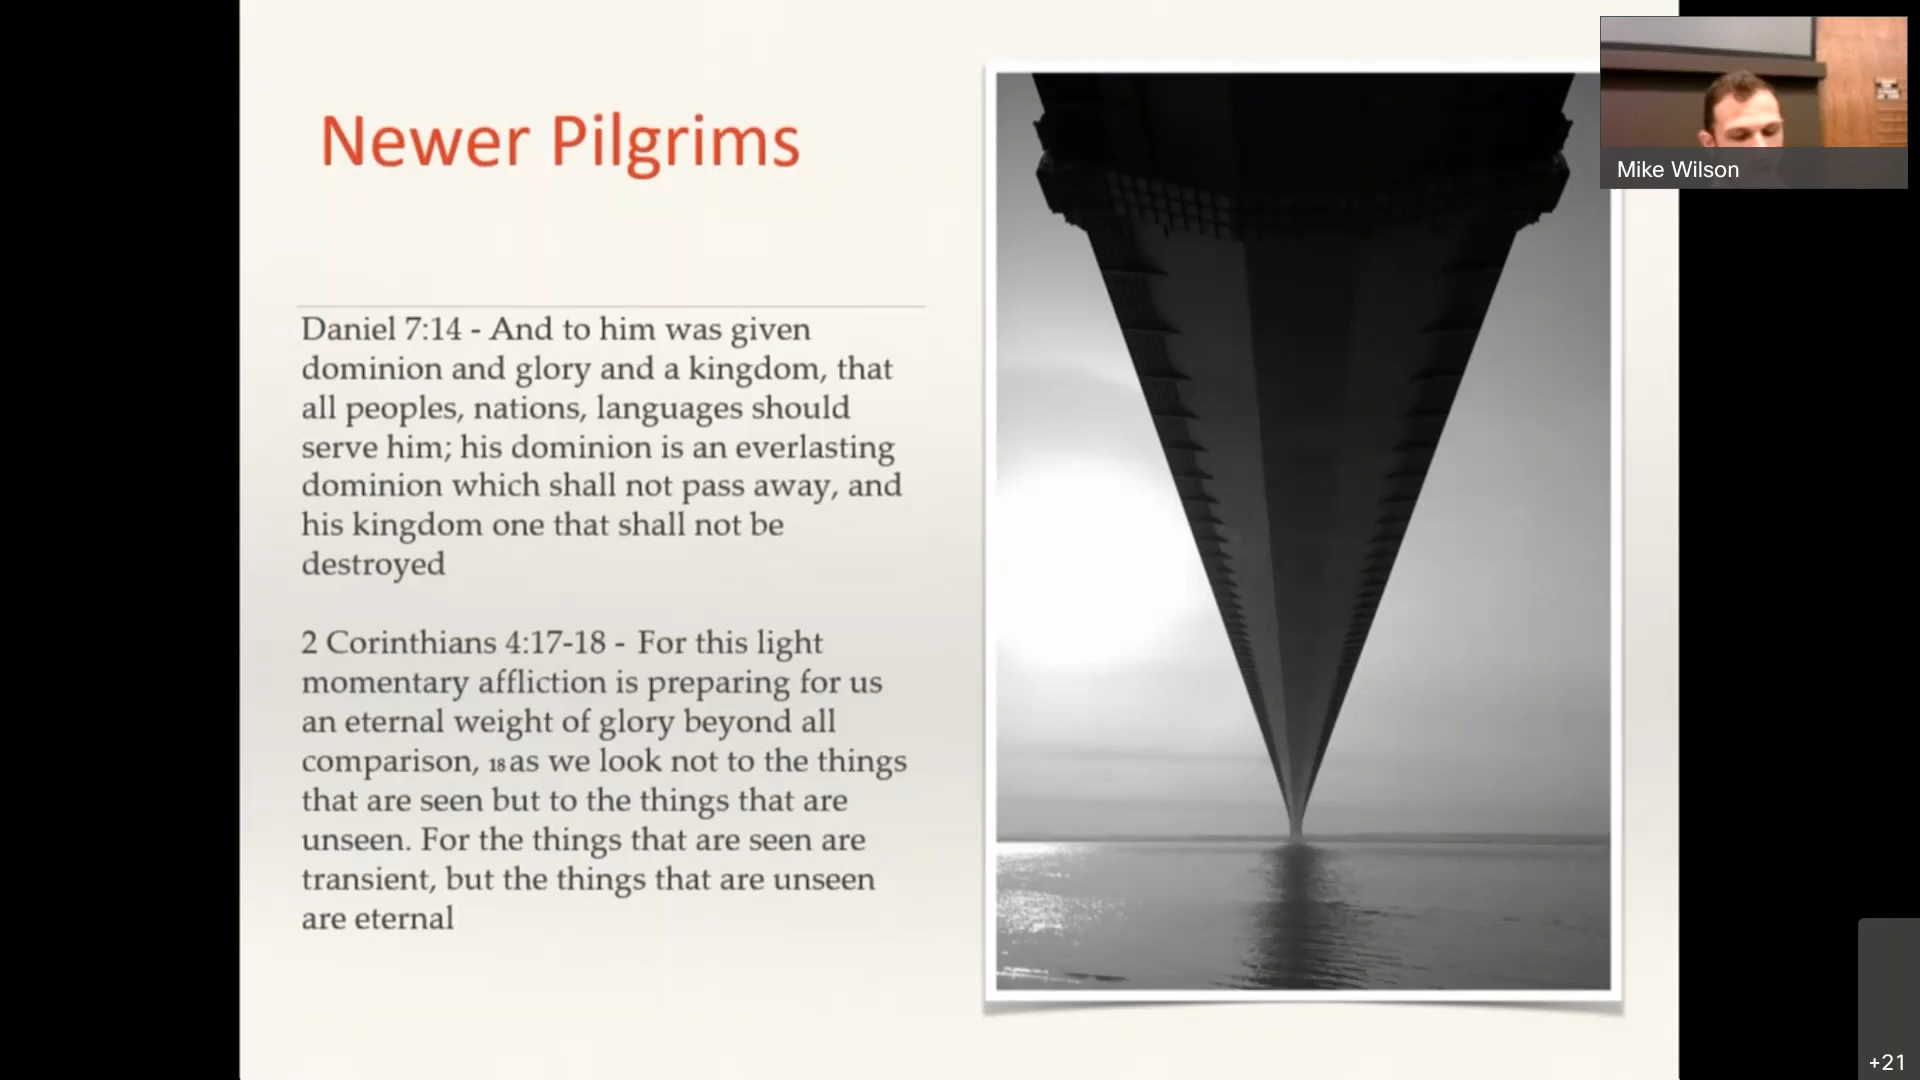 Newer Pilgrims
Mike Wilson
Daniel 7:14 - And to him was given
dominion and glory and a kingdom, that
all peoples, nations, languages should
serve him; his dominion is an everlasting
dominion which shall not pass away, and
his kingdom one that shall not be
destroyed
2 Corinthians 4:17-18 - For this light
momentary affliction is preparing for us
an eternal weight of glory beyond all
comparison, 18 as we look not to the things
that are seen but to the things that are
unseen. For the things that are seen are
transient, but the things that are unseen
are eternal
+21